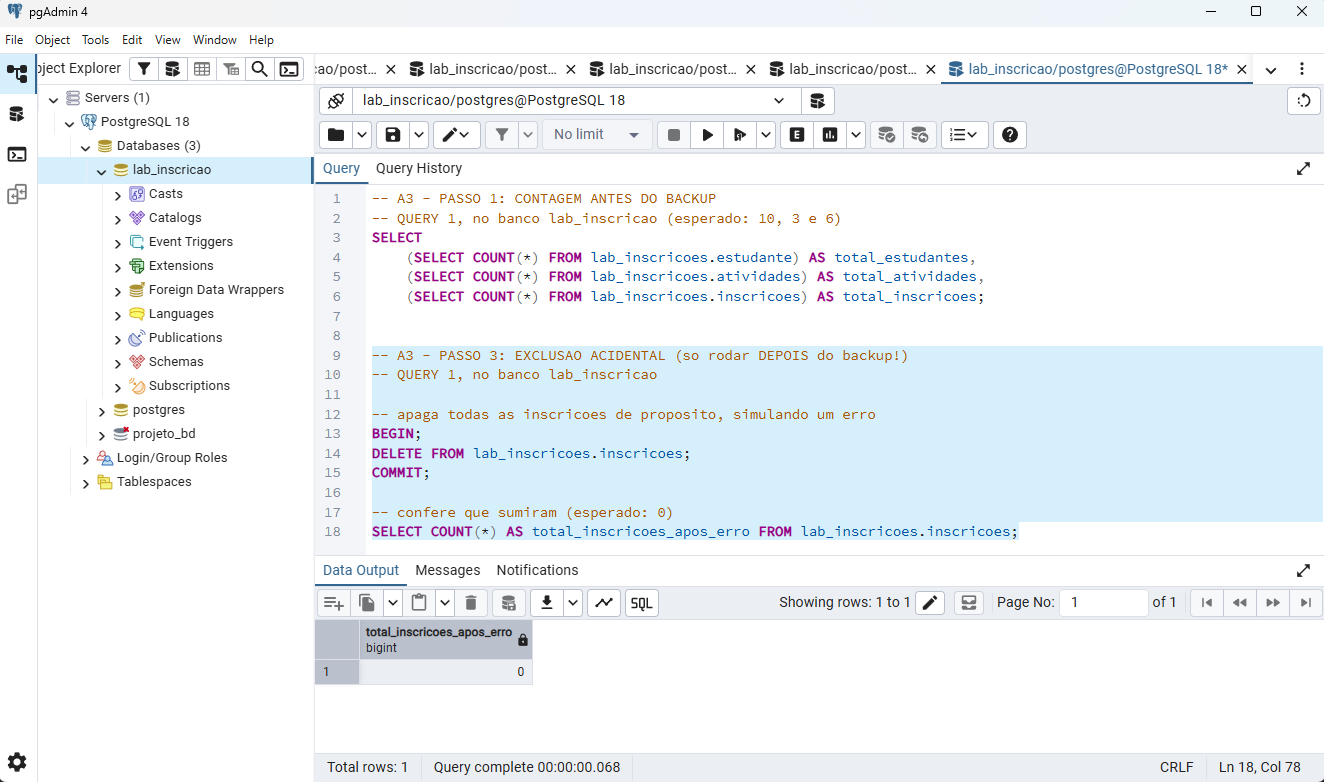 pgAdmin 4
File Object Tools Edit View Window Help
bject Explorer
cao/post...
lab_inscricao/post...
lab_inscricao/post...
lab_inscricao/post...
lab_inscricao/postgres@PostgreSQL 18*
Servers (1)
PostgreSQL 18
Databases (3)
lab_inscricao
Casts
Catalogs
Event Triggers
Extensions
Foreign Data Wrappers
Languages
Publications
Schemas
Subscriptions
postgres
projeto_bd
Login/Group Roles
Tablespaces
lab_inscricao/postgres@PostgreSQL 18
No limit
E
Query Query History
1 -- A3 - PASSO 1: CONTAGEM ANTES DO BACKUP
2 -- QUERY 1, no banco lab_inscricao (esperado: 10, 3 e 6)
3 SELECT
4 (SELECT COUNT(*) FROM lab_inscricoes.estudante) AS total_estudantes,
5 (SELECT COUNT(*) FROM lab_inscricoes.atividades) AS total_atividades,
6 (SELECT COUNT(*) FROM lab_inscricoes.inscricoes) AS total_inscricoes;
7
8
9 -- A3 - PASSO 3: EXCLUSAO ACIDENTAL (so rodar DEPOIS do backup!)
10 -- QUERY 1, no banco lab_inscricao
11
12 -- apaga todas as inscricoes de proposito, simulando um erro
13 BEGIN;
14 DELETE FROM lab_inscricoes.inscricoes;
15 COMMIT;
16
17 -- confere que sumiram (esperado: 0)
18 SELECT COUNT(*) AS total_inscricoes_apos_erro FROM lab_inscricoes.inscricoes;
Data Output Messages Notifications
SQL
Showing rows: 1 to 1
Page No: 1 of 1
total_inscricoes_apos_erro
bigint
1 0
Total rows: 1
Query complete 00:00:00.068
CRLF
Ln 18, Col 78